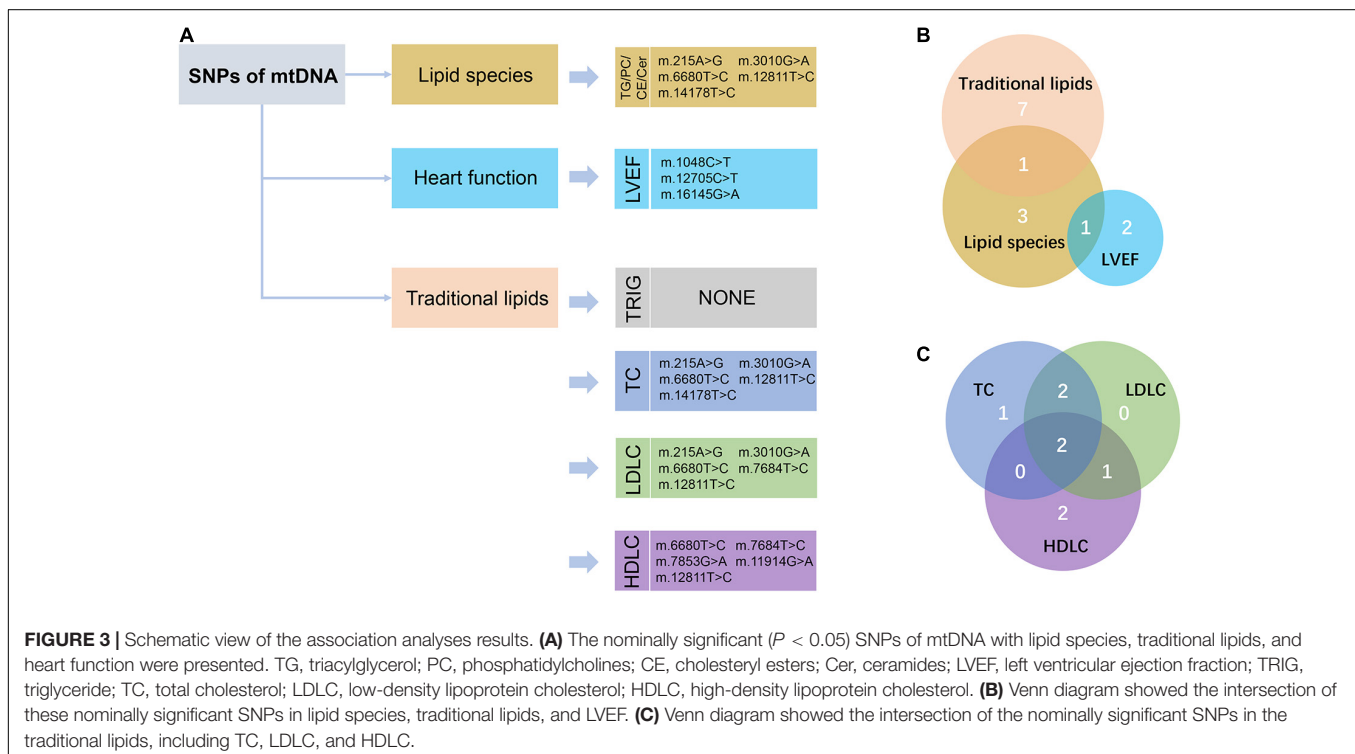 A
SNPs of mtDNA
Lipid species
TG/PC/
CE/Cer
m.215A>G m.3010G>A
m.6680T>C m.12811T>C
m.14178T>C
Heart function
LVEF
m.1048C>T
m.12705C>T
m.16145G>A
Traditional lipids
TRIG
NONE
TC
m.215A>G m.3010G>A
m.6680T>C m.12811T>C
m.14178T>C
LDLC
m.215A>G m.3010G>A
m.6680T>C m.7684T>C
m.12811T>C
HDLC
m.6680T>C m.7684T>C
m.7853G>A m.11914G>A
m.12811T>C
B
Traditional lipids
7
1
3
Lipid species
1 2
LVEF
C
TC
2
LDLC
1
0
2
0
1
2
HDLC
FIGURE 3 | Schematic view of the association analyses results. (A) The nominally significant (P < 0.05) SNPs of mtDNA with lipid species, traditional lipids, and
heart function were presented. TG, triacylglycerol; PC, phosphatidylcholines; CE, cholesteryl esters; Cer, ceramides; LVEF, left ventricular ejection fraction; TRIG,
triglyceride; TC, total cholesterol; LDLC, low-density lipoprotein cholesterol; HDLC, high-density lipoprotein cholesterol. (B) Venn diagram showed the intersection of
these nominally significant SNPs in lipid species, traditional lipids, and LVEF. (C) Venn diagram showed the intersection of the nominally significant SNPs in the
traditional lipids, including TC, LDLC, and HDLC.